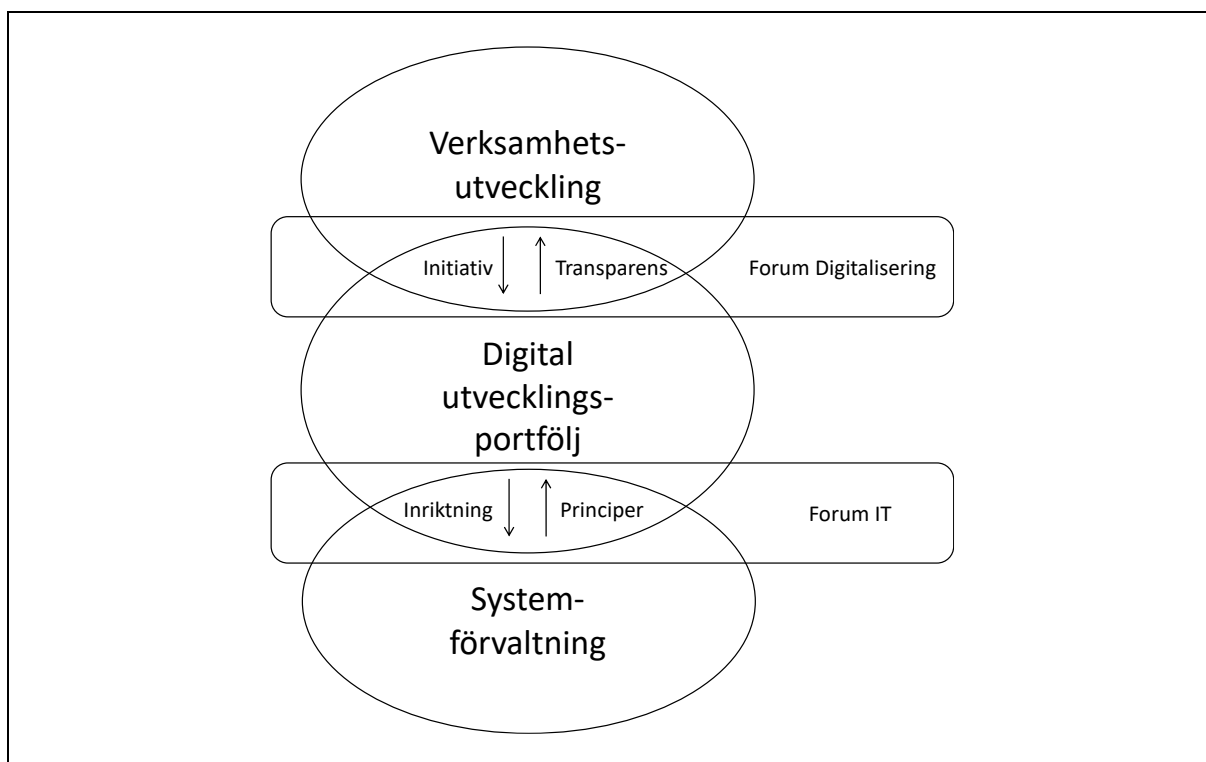 Verksamhets-
utveckling
Initiativ
Transparens
Forum Digitalisering
Digital
utvecklings-
portfölj
Inriktning
Principer
Forum IT
System-
förvaltning